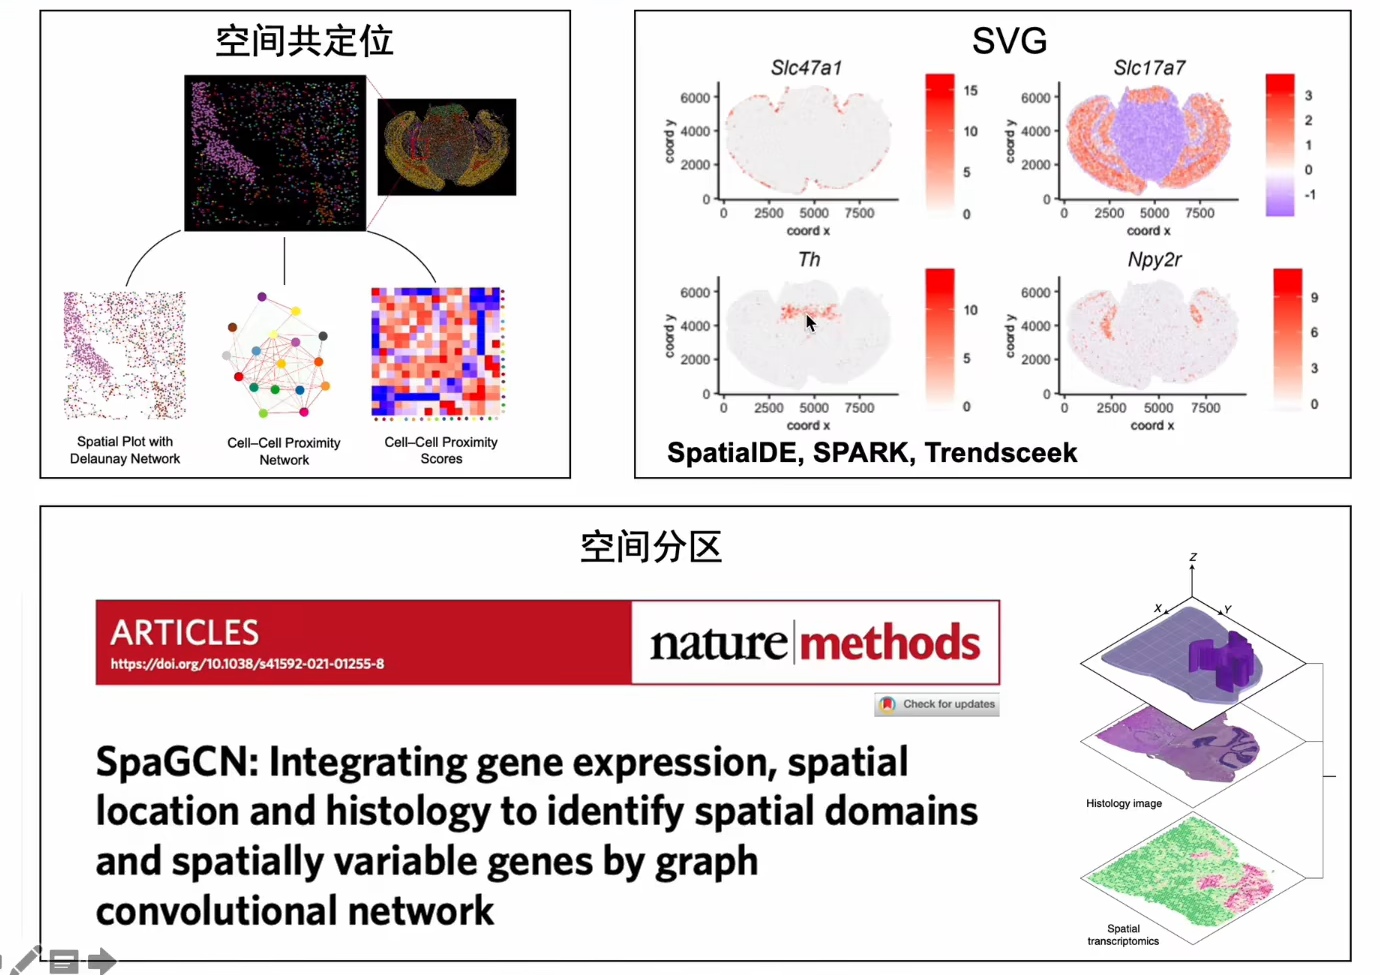 空间共定位
Spatial Plot with
Delaunay Network
Cell–Cell Proximity
Network
Cell–Cell Proximity
Scores
SVG
Slc47a1
6000
4000
2000
0
coord y
0 2500 5000 7500
coord x
15
10
5
0
Slc17a7
6000
4000
2000
0
coord y
0 2500 5000 7500
coord x
3
2
1
0
-1
Th
6000
4000
2000
0
coord y
0 2500 5000 7500
coord x
10
5
0
Npy2r
6000
4000
2000
0
coord y
0 2500 5000 7500
coord x
9
6
3
0
SpatialDE, SPARK, Trendsceek
空间分区
ARTICLES
https://doi.org/10.1038/s41592-021-01255-8
nature methods
Check for updates
SpaGCN: Integrating gene expression, spatial
location and histology to identify spatial domains
and spatially variable genes by graph
convolutional network
Z
X
Y
Histology image
Spatial
transcriptomics